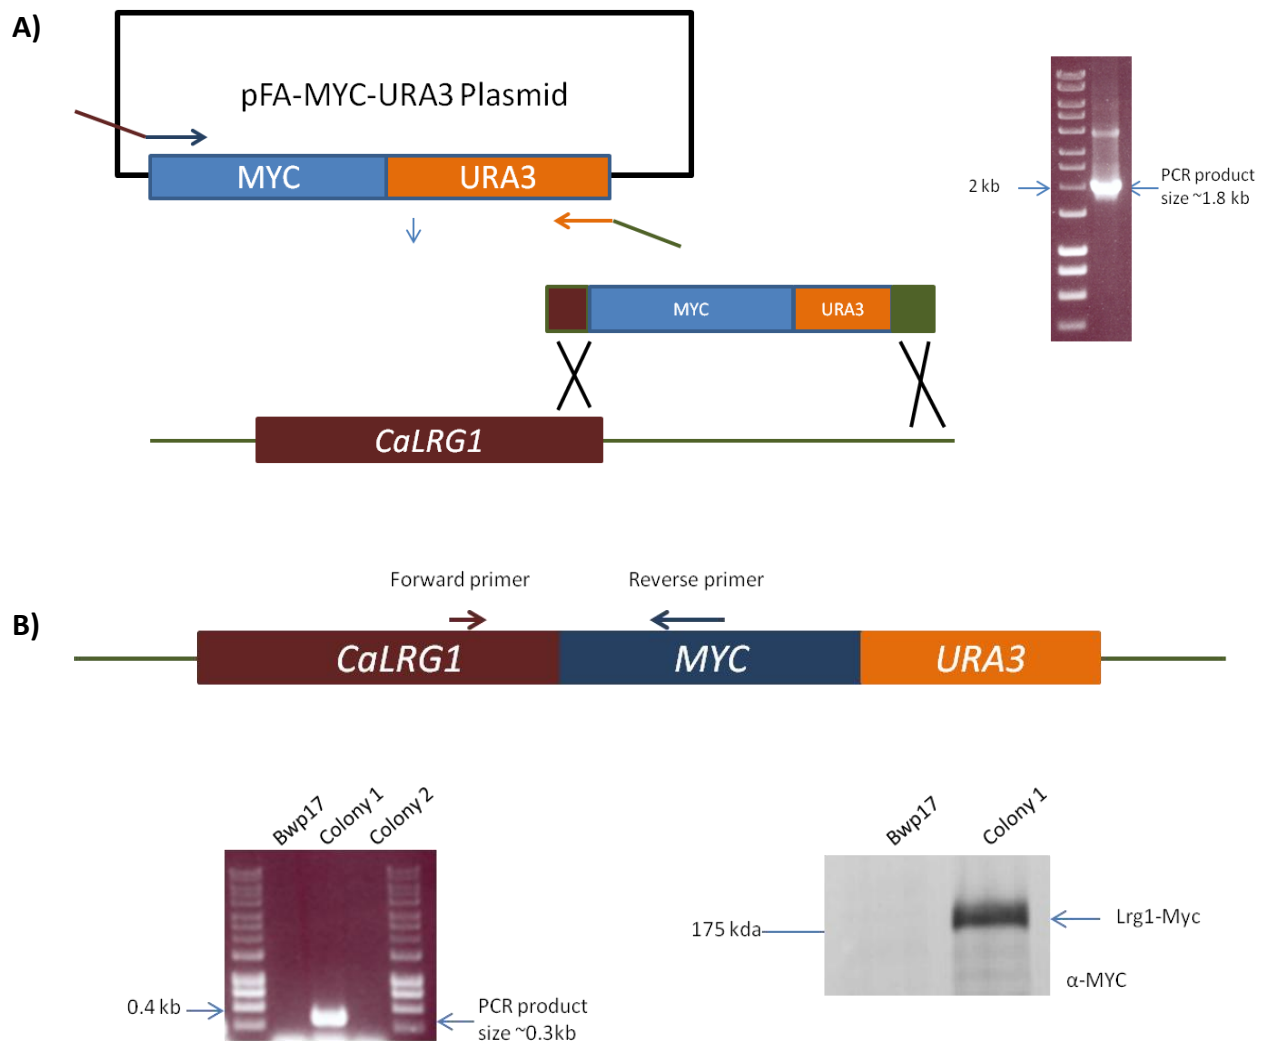 A)
pFA-MYC-URA3 Plasmid
MYC
URA3
2 kb
PCR product
size ~1.8 kb
MYC
URA3
CaLRG1
Forward primer
Reverse primer
B)
CaLRG1
MYC
URA3
Bwp17
Colony 1
Colony 2
0.4 kb
PCR product
size ~0.3kb
Bwp17
Colony 1
175 kda
Lrg1-Myc
α-MYC